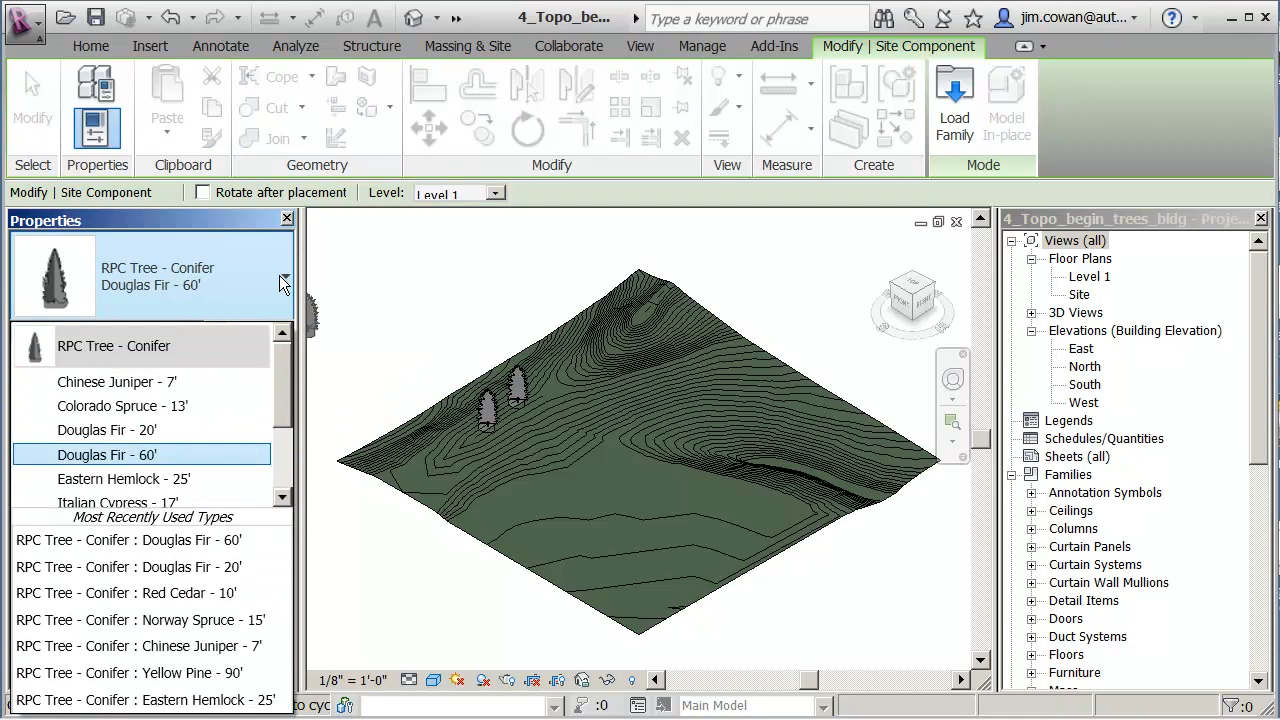 4_Topo_be...
Type a keyword or phrase
jim.cowan@aut...
Home Insert Annotate Analyze Structure Massing & Site Collaborate View Manage Add-Ins Modify | Site Component
Cope
Cut
Join
Modify
Paste
Load
Family
Model
In-place
Select Properties Clipboard Geometry Modify View Measure Create Mode
Modify | Site Component Rotate after placement Level: Level 1
Properties
RPC Tree - Conifer
Douglas Fir - 60'
RPC Tree - Conifer
Chinese Juniper - 7'
Colorado Spruce - 13'
Douglas Fir - 20'
Douglas Fir - 60'
Eastern Hemlock - 25'
Italian Cypress - 17'
Most Recently Used Types
RPC Tree - Conifer : Douglas Fir - 60'
RPC Tree - Conifer : Douglas Fir - 20'
RPC Tree - Conifer : Red Cedar - 10'
RPC Tree - Conifer : Norway Spruce - 15'
RPC Tree - Conifer : Chinese Juniper - 7'
RPC Tree - Conifer : Yellow Pine - 90'
RPC Tree - Conifer : Eastern Hemlock - 25'
TOP
FRONT
RIGHT
1/8" = 1'-0"
to cyc
:0
Main Model
:0
4_Topo_begin_trees_bldg - Proje...
Views (all)
Floor Plans
Level 1
Site
3D Views
Elevations (Building Elevation)
East
North
South
West
Legends
Schedules/Quantities
Sheets (all)
Families
Annotation Symbols
Ceilings
Columns
Curtain Panels
Curtain Systems
Curtain Wall Mullions
Detail Items
Doors
Duct Systems
Floors
Furniture